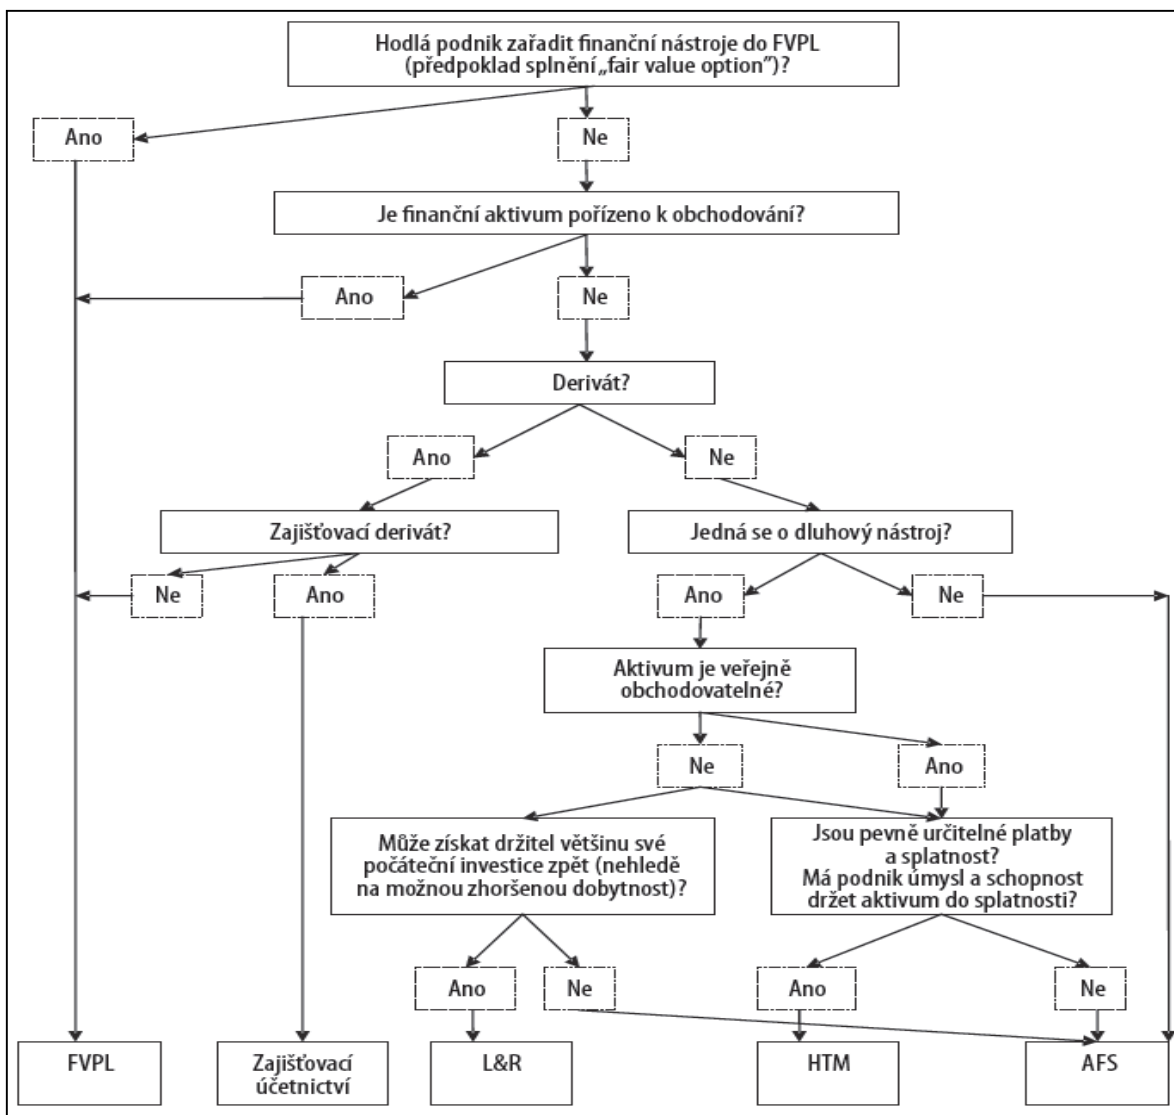 Hodlá podnik zařadit finanční nástroje do FVPL
(předpoklad splnění „fair value option“)?
Ano
Ne
Je finanční aktivum pořízeno k obchodování?
Ano
Ne
Derivát?
Ano
Ne
Zajišťovací derivát?
Jedná se o dluhový nástroj?
Ne
Ano
Ano
Ne
Aktivum je veřejně
obchodovatelné?
Ne
Ano
Může získat držitel většinu své
počáteční investice zpět (nehledě
na možnou zhoršenou dobytnost)?
Jsou pevně určitelné platby
a splatnost?
Má podnik úmysl a schopnost
držet aktivum do splatnosti?
Ano
Ne
Ano
Ne
FVPL
Zajišťovací
účetnictví
L&R
HTM
AFS